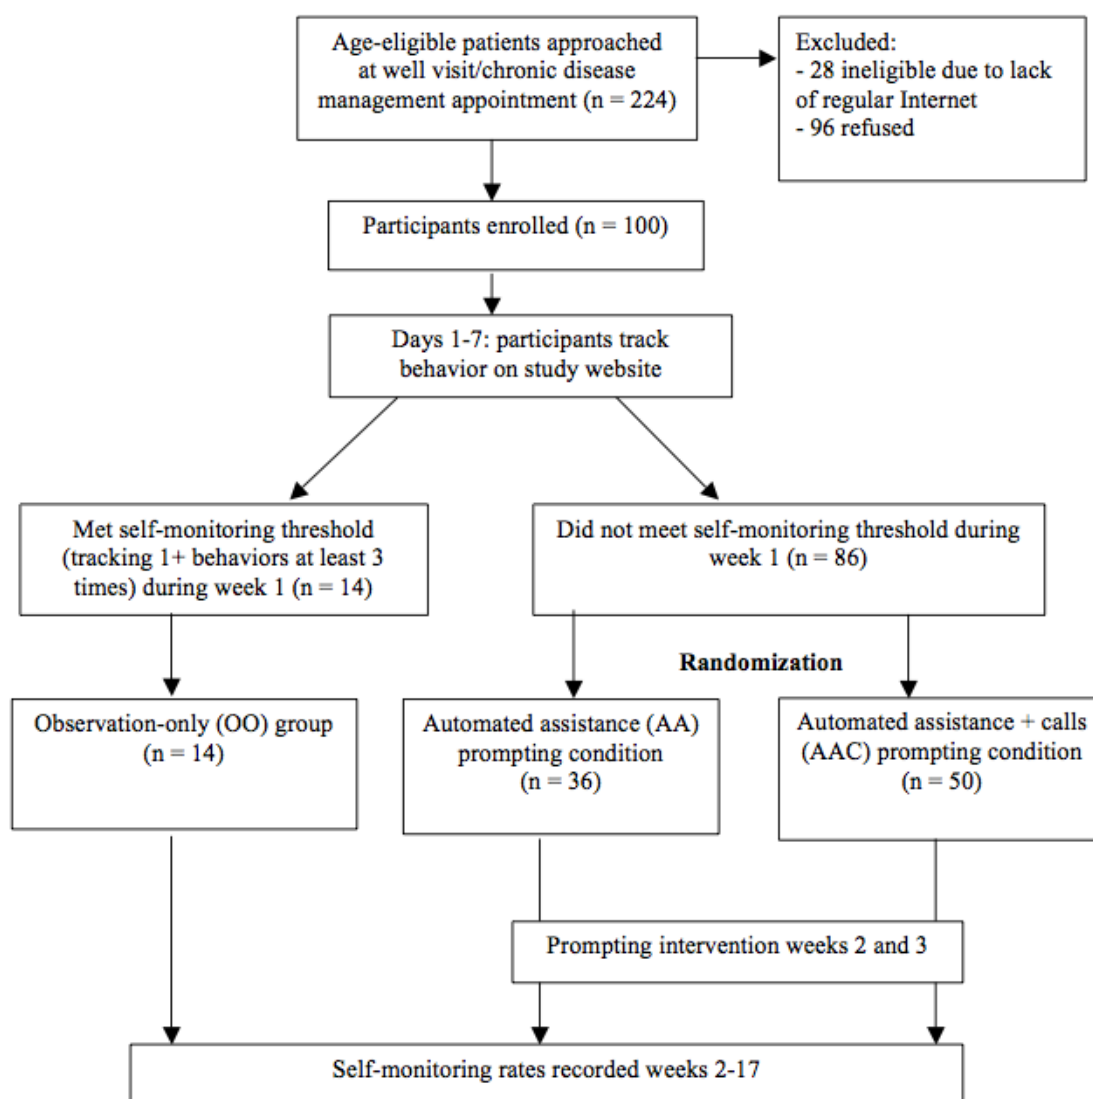 Age-eligible patients approached
at well visit/chronic disease
management appointment (n = 224)
Excluded:
- 28 ineligible due to lack
of regular Internet
- 96 refused
Participants enrolled (n = 100)
Days 1-7: participants track
behavior on study website
Met self-monitoring threshold
(tracking 1+ behaviors at least 3
times) during week 1 (n = 14)
Did not meet self-monitoring threshold during
week 1 (n = 86)
Randomization
Observation-only (OO) group
(n = 14)
Automated assistance (AA)
prompting condition
(n = 36)
Automated assistance + calls
(AAC) prompting condition
(n = 50)
Prompting intervention weeks 2 and 3
Self-monitoring rates recorded weeks 2-17